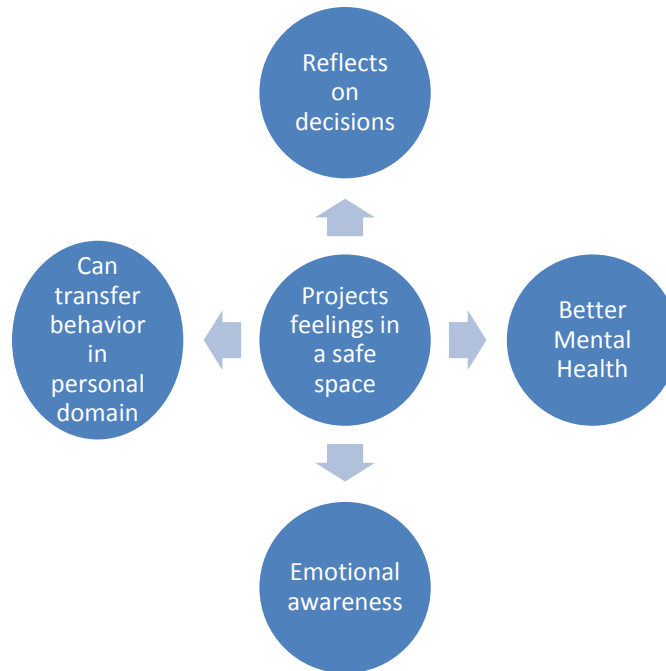 Reflects
on
decisions
Can
transfer
behavior
in
personal
domain
Projects
feelings in
a safe
space
Better
Mental
Health
Emotional
awareness